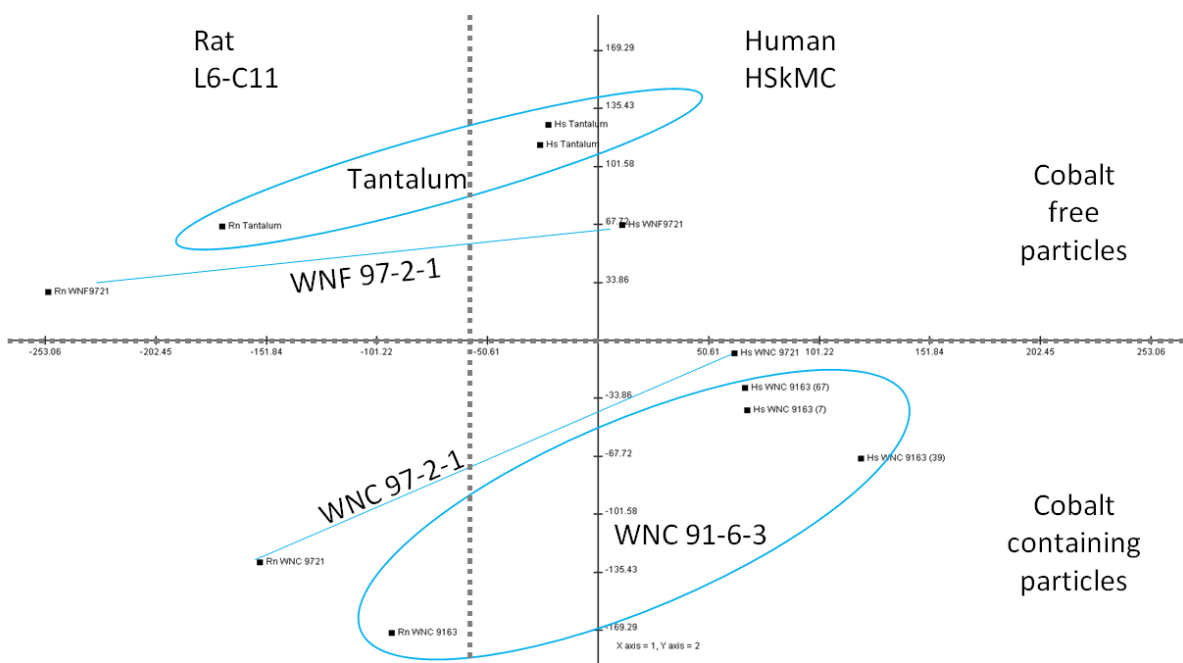 Rat
L6-C11
Human
HSkMC
169.29
135.43
Hs Tantalum
Hs Tantalum
101.58
Tantalum
Cobalt
free
particles
Rn Tantalum
67.72
Hs WNF9721
WNF 97-2-1
33.86
Rn WNF9721
-253.06
-202.45
-151.84
-101.22
-50.61
50.61
101.22
151.84
202.45
253.06
Hs WNC 9721
Hs WNC 9163 (67)
-33.86
Hs WNC 9163 (7)
-67.72
Hs WNC 9163 (39)
WNC 97-2-1
-101.58
WNC 91-6-3
Cobalt
containing
particles
Rn WNC 9721
-135.43
Rn WNC 9163
-169.29
X axis = 1, Y axis = 2